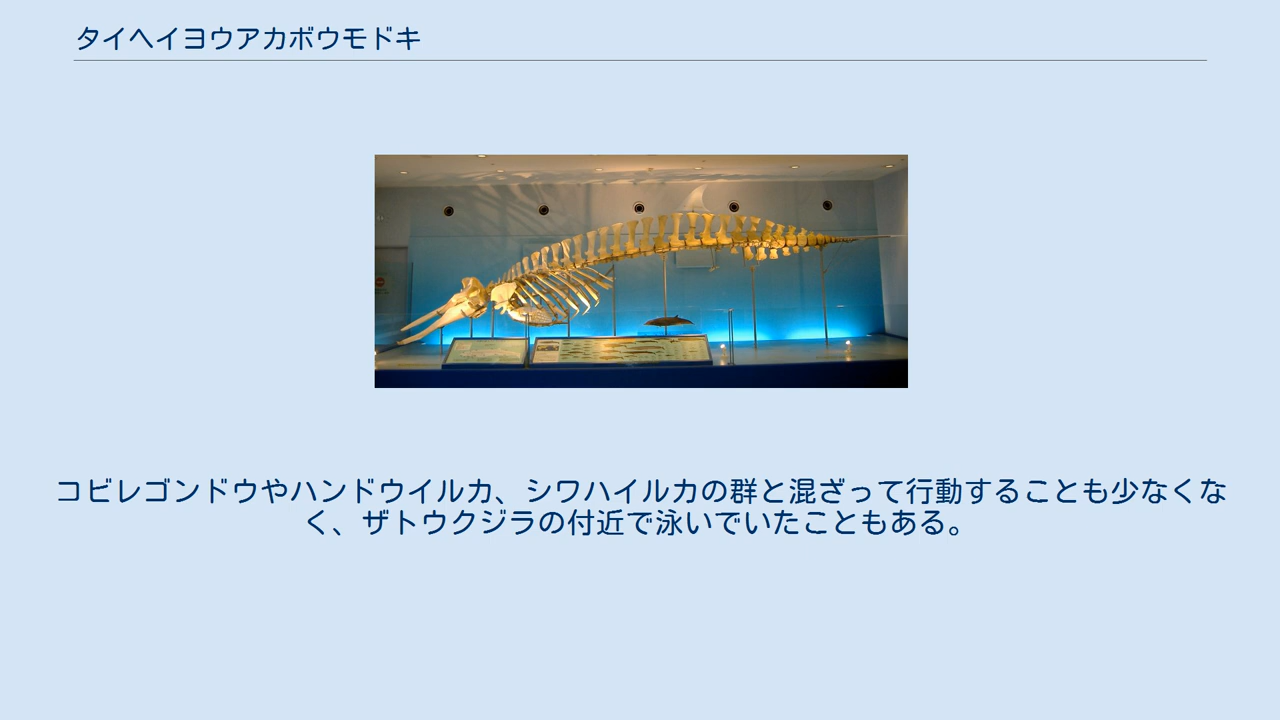 タイヘイヨウアカボウモドキ
コビレゴンドウやハンドウイルカ、シワハイルカの群と混ざって行動することも少なくな
く、ザトウクジラの付近で泳いでいたこともある。